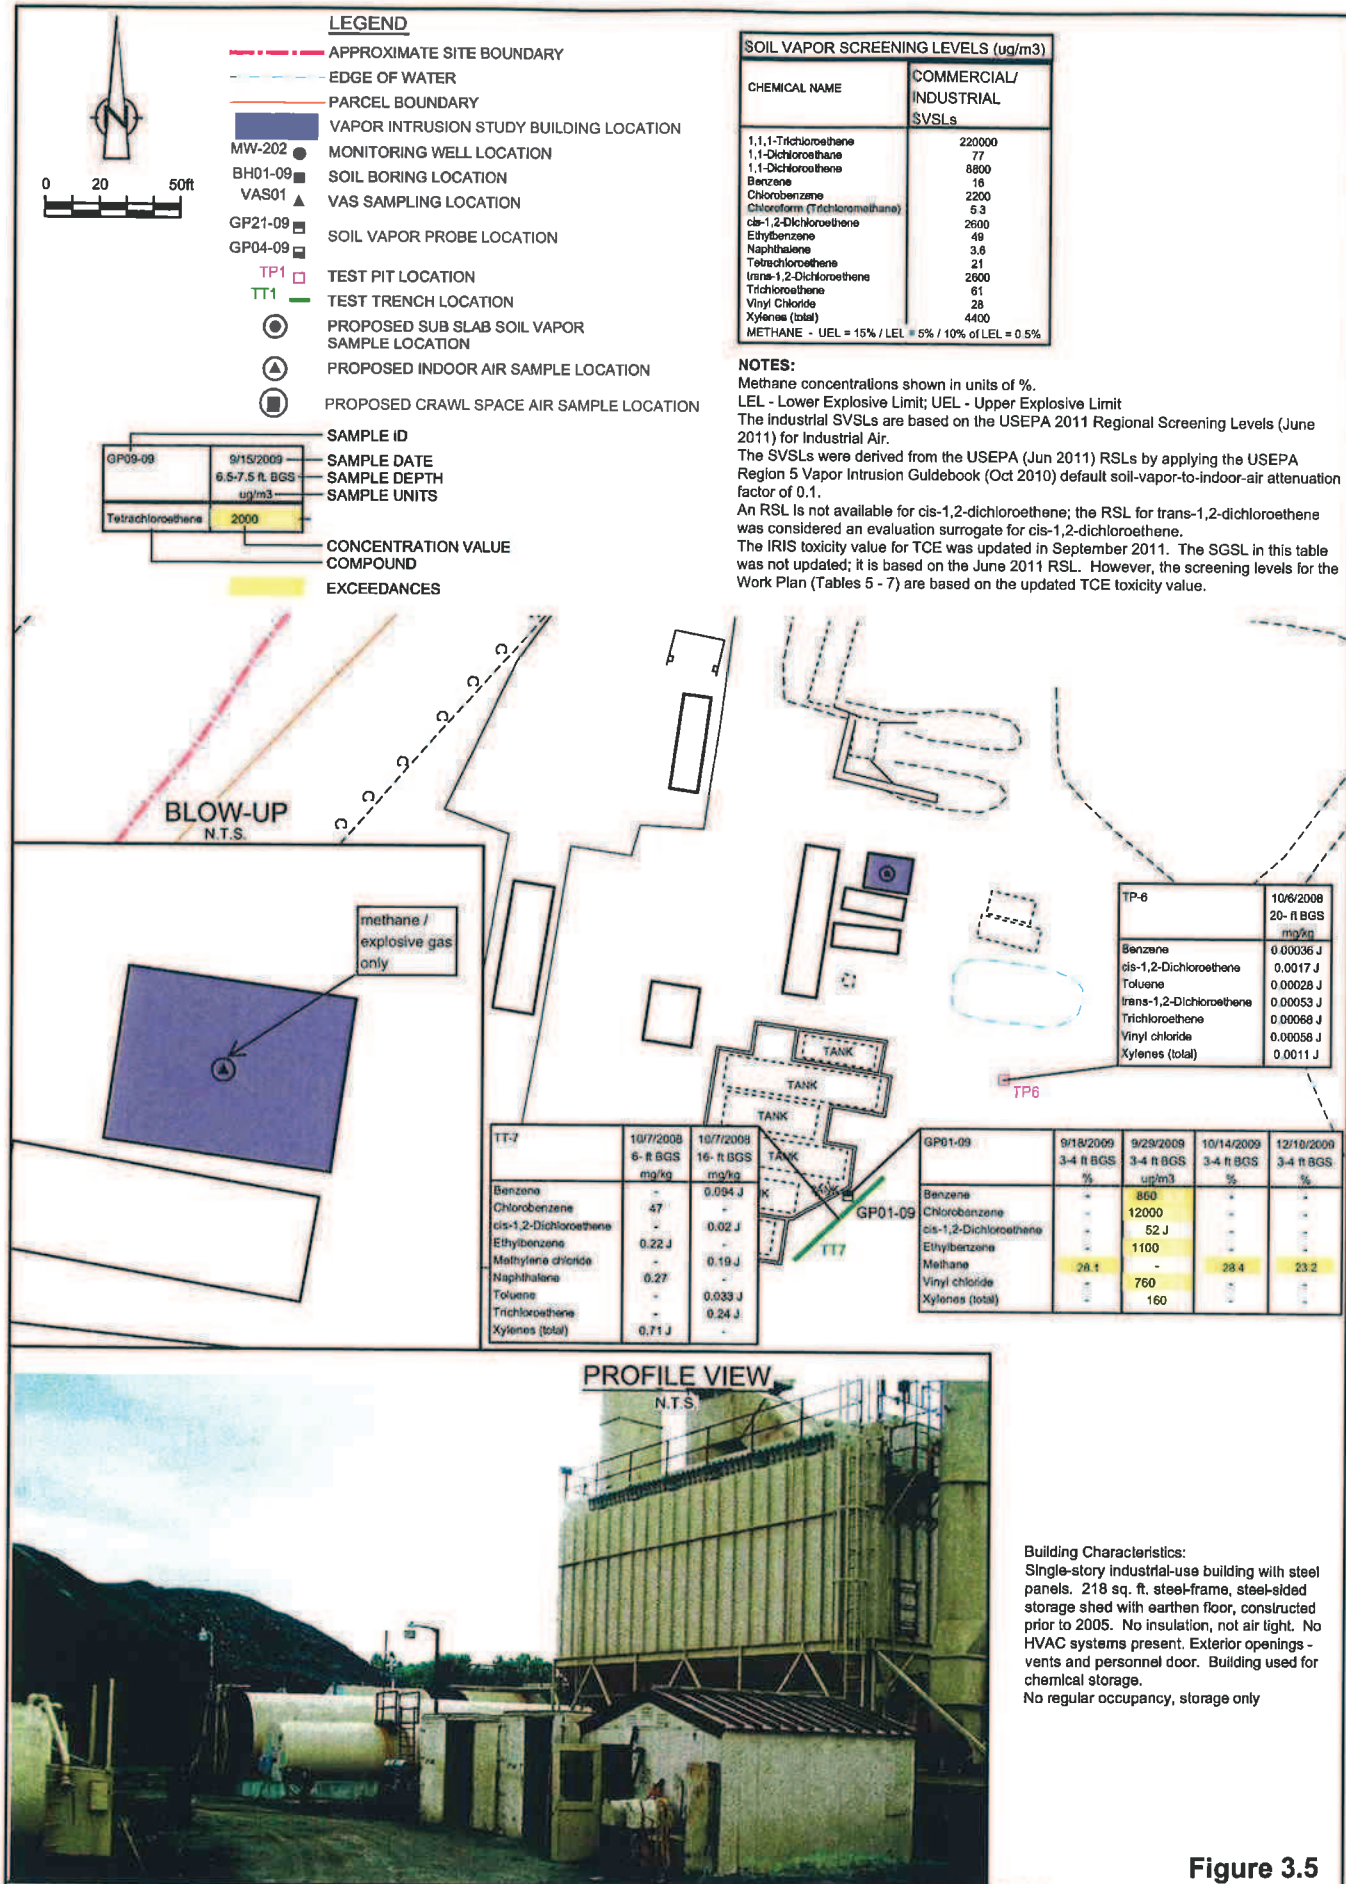 LEGEND
APPROXIMATE SITE BOUNDARY
EDGE OF WATER
PARCEL BOUNDARY
VAPOR INTRUSION STUDY BUILDING LOCATION
MW-202 MONITORING WELL LOCATION
BH01-09 SOIL BORING LOCATION
VAS01 VAS SAMPLING LOCATION
GP21-09
GP04-09
SOIL VAPOR PROBE LOCATION
TP1 TEST PIT LOCATION
TT1 TEST TRENCH LOCATION
PROPOSED SUB SLAB SOIL VAPOR
SAMPLE LOCATION
PROPOSED INDOOR AIR SAMPLE LOCATION
PROPOSED CRAWL SPACE AIR SAMPLE LOCATION
N
0 20 50ft
SAMPLE ID
GP09-09 9/15/2009 SAMPLE DATE
6.5-7.5 ft. BGS SAMPLE DEPTH
ug/m3 SAMPLE UNITS
Tetrachloroethene 2000
CONCENTRATION VALUE
COMPOUND
EXCEEDANCES
SOIL VAPOR SCREENING LEVELS (ug/m3)
CHEMICAL NAME
COMMERCIAL/
INDUSTRIAL
SVSLs
1,1,1-Trichloroethane 220000
1,1-Dichloroethane 77
1,1-Dichloroethene 8800
Benzene 16
Chlorobenzene 2200
Chloroform (Trichloromethane) 5.3
cis-1,2-Dichloroethene 2600
Ethylbenzene 49
Naphthalene 3.6
Tetrachloroethene 21
trans-1,2-Dichloroethene 2600
Trichloroethene 61
Vinyl Chloride 28
Xylenes (total) 4400
METHANE - UEL = 15% / LEL = 5% / 10% of LEL = 0.5%
NOTES:
Methane concentrations shown in units of %.
LEL - Lower Explosive Limit; UEL - Upper Explosive Limit
The industrial SVSLs are based on the USEPA 2011 Regional Screening Levels (June
2011) for Industrial Air.
The SVSLs were derived from the USEPA (Jun 2011) RSLs by applying the USEPA
Region 5 Vapor Intrusion Guidebook (Oct 2010) default soil-vapor-to-indoor-air attenuation
factor of 0.1.
An RSL is not available for cis-1,2-dichloroethene; the RSL for trans-1,2-dichloroethene
was considered an evaluation surrogate for cis-1,2-dichloroethene.
The IRIS toxicity value for TCE was updated in September 2011. The SGSL in this table
was not updated; it is based on the June 2011 RSL. However, the screening levels for the
Work Plan (Tables 5 - 7) are based on the updated TCE toxicity value.
C
C
C
C
C
C
BLOW-UP
N.T.S.
methane /
explosive gas
only
TP-6 10/6/2008
20- ft BGS
mg/kg
Benzene 0.00036 J
cis-1,2-Dichloroethene 0.0017 J
Toluene 0.00028 J
trans-1,2-Dichloroethene 0.00053 J
Trichloroethene 0.00068 J
Vinyl chloride 0.00058 J
Xylenes (total) 0.0011 J
TP6
TANK
TANK
TANK
TANK
TANK
GP01-09
TT7
TT-7 10/7/2008 10/7/2008
6- ft BGS 16- ft BGS
mg/kg mg/kg
Benzene - 0.094 J
Chlorobenzene 47 -
cis-1,2-Dichloroethene - 0.02 J
Ethylbenzene 0.22 J -
Methylene chloride - 0.19 J
Naphthalene 0.27 -
Toluene - 0.033 J
Trichloroethene - 0.24 J
Xylenes (total) 0.71 J -
GP01-09 9/18/2009 9/29/2009 10/14/2009 12/10/2009
3-4 ft BGS 3-4 ft BGS 3-4 ft BGS 3-4 ft BGS
% ug/m3 % %
Benzene - 860 - -
Chlorobenzene - 12000 - -
cis-1,2-Dichloroethene - 52 J - -
Ethylbenzene - 1100 - -
Methane 28.1 - 28.4 23.2
Vinyl chloride - 760 - -
Xylenes (total) - 160 - -
PROFILE VIEW
N.T.S.
Building Characteristics:
Single-story industrial-use building with steel
panels. 218 sq. ft. steel-frame, steel-sided
storage shed with earthen floor, constructed
prior to 2005. No insulation, not air tight. No
HVAC systems present. Exterior openings -
vents and personnel door. Building used for
chemical storage.
No regular occupancy, storage only
Figure 3.5